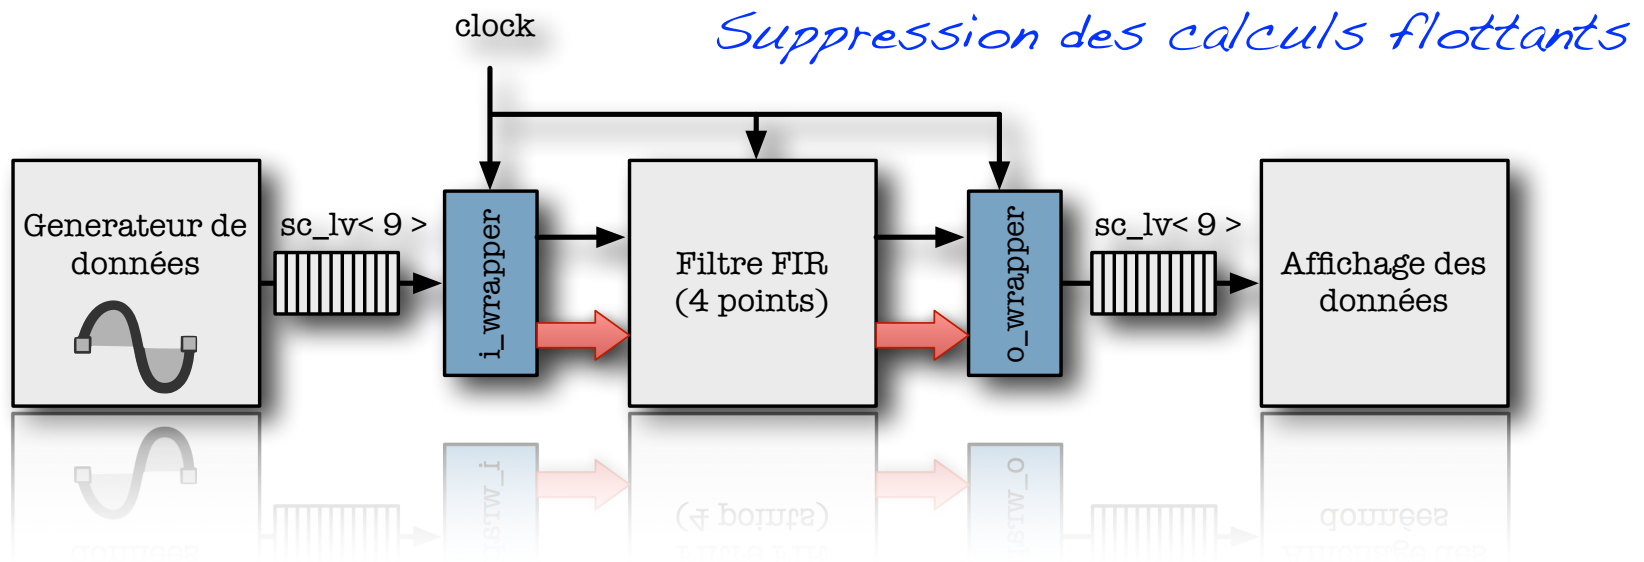 clock
Suppression des calculs flottants
Generateur de
données
sc_lv< 9 >
i_wrapper
Filtre FIR
(4 points)
o_wrapper
sc_lv< 9 >
Affichage des
données